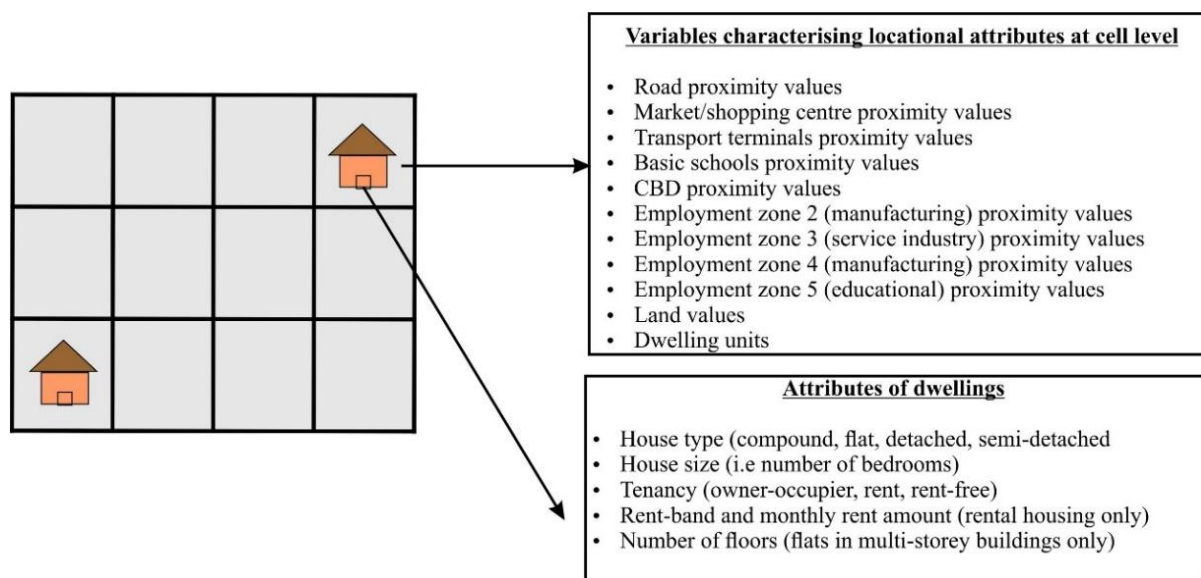 Variables characterising locational attributes at cell level
• Road proximity values
• Market/shopping centre proximity values
• Transport terminals proximity values
• Basic schools proximity values
• CBD proximity values
• Employment zone 2 (manufacturing) proximity values
• Employment zone 3 (service industry) proximity values
• Employment zone 4 (manufacturing) proximity values
• Employment zone 5 (educational) proximity values
• Land values
• Dwelling units
Attributes of dwellings
• House type (compound, flat, detached, semi-detached
• House size (i.e number of bedrooms)
• Tenancy (owner-occupier, rent, rent-free)
• Rent-band and monthly rent amount (rental housing only)
• Number of floors (flats in multi-storey buildings only)